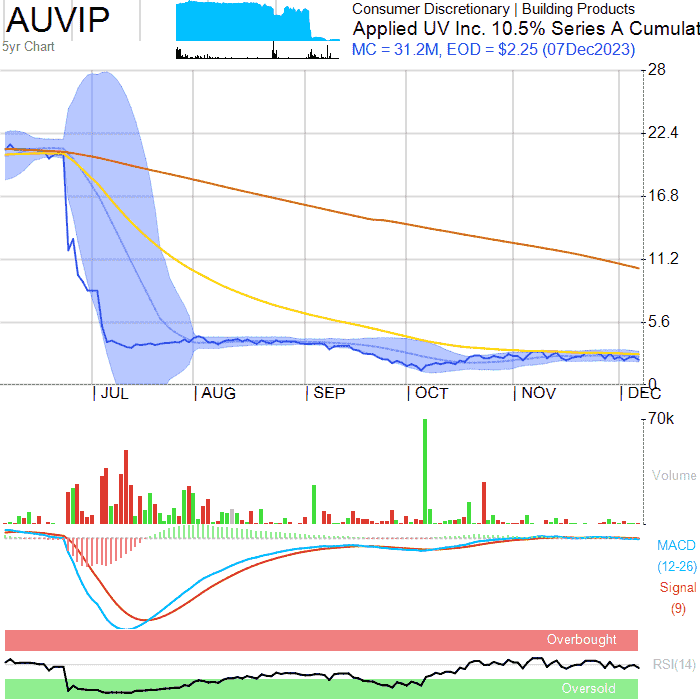 AUVIP
5yr Chart
Consumer Discretionary | Building Products
Applied UV Inc. 10.5% Series A Cumulat
MC = 31.2M, EOD = $2.25 (07Dec2023)
28
22.4
16.8
11.2
5.6
0
JUL AUG SEP OCT NOV DEC
70k
Volume
MACD
(12-26)
Signal
(9)
Overbought
RSI(14)
Oversold